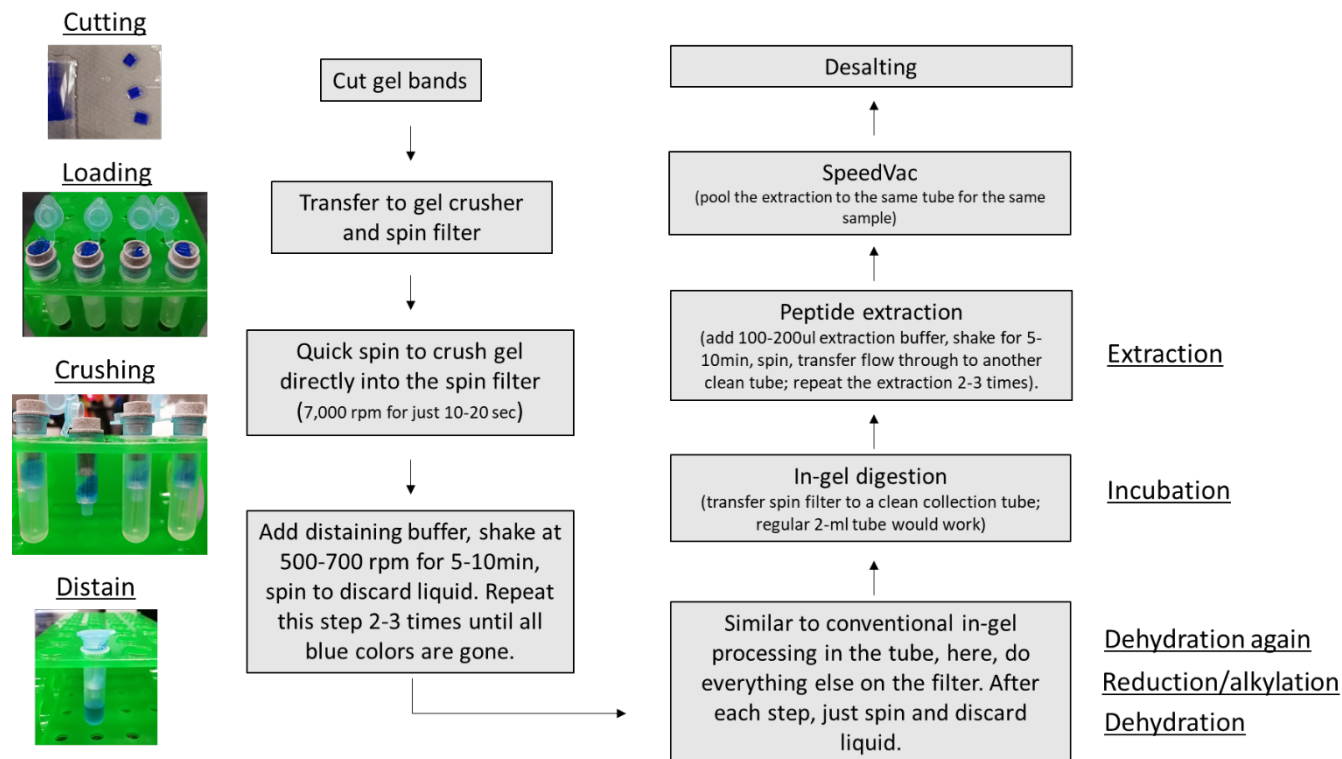 Cutting
Loading
Crushing
Distain
Cut gel bands
Transfer to gel crusher
and spin filter
Quick spin to crush gel
directly into the spin filter
(7,000 rpm for just 10-20 sec)
Add distaining buffer, shake at
500-700 rpm for 5-10min,
spin to discard liquid. Repeat
this step 2-3 times until all
blue colors are gone.
Desalting
SpeedVac
(pool the extraction to the same tube for the same
sample)
Peptide extraction
(add 100-200ul extraction buffer, shake for 5-
10min, spin, transfer flow through to another
clean tube; repeat the extraction 2-3 times).
Extraction
In-gel digestion
(transfer spin filter to a clean collection tube;
regular 2-ml tube would work)
Incubation
Similar to conventional in-gel
processing in the tube, here, do
everything else on the filter. After
each step, just spin and discard
liquid.
Dehydration again
Reduction/alkylation
Dehydration